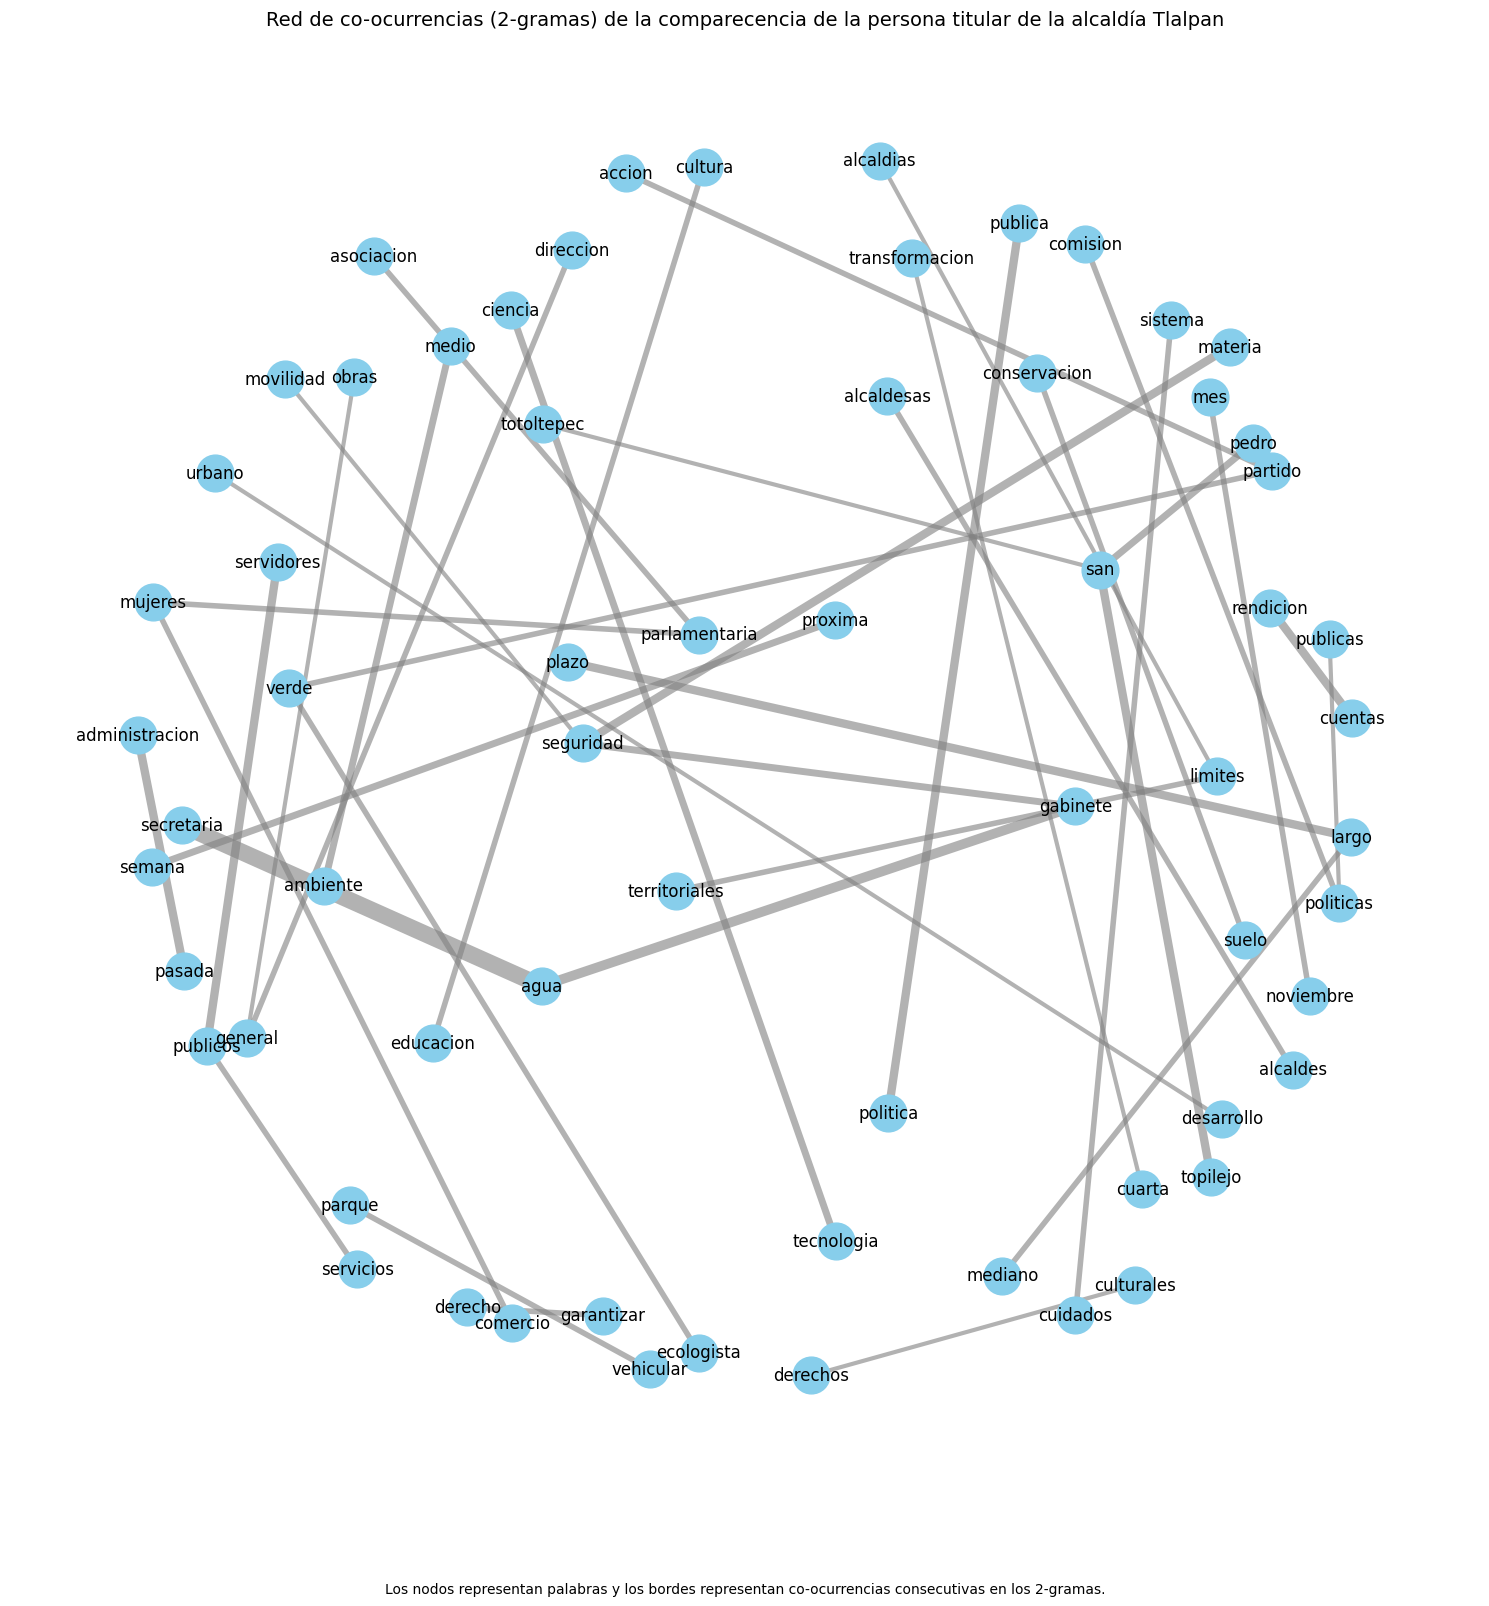 Red de co-ocurrencias (2-gramas) de la comparecencia de la persona titular de la alcaldía Tlalpan
alcaldias
cultura
accion
publica
comision
direccion
asociacion
transformacion
ciencia
sistema
medio
materia
conservacion
movilidad
obras
alcaldesas
mes
totoltepec
pedro
partido
urbano
servidores
san
mujeres
rendicion
proxima
parlamentaria
publicas
plazo
verde
cuentas
administracion
seguridad
limites
gabinete
secretaria
largo
semana
ambiente
territoriales
politicas
suelo
pasada
agua
noviembre
general
publicos
educacion
alcaldes
politica
desarrollo
topilejo
cuarta
parque
tecnologia
servicios
mediano
culturales
derecho
garantizar
cuidados
comercio
ecologista
vehicular
derechos
Los nodos representan palabras y los bordes representan co-ocurrencias consecutivas en los 2-gramas.